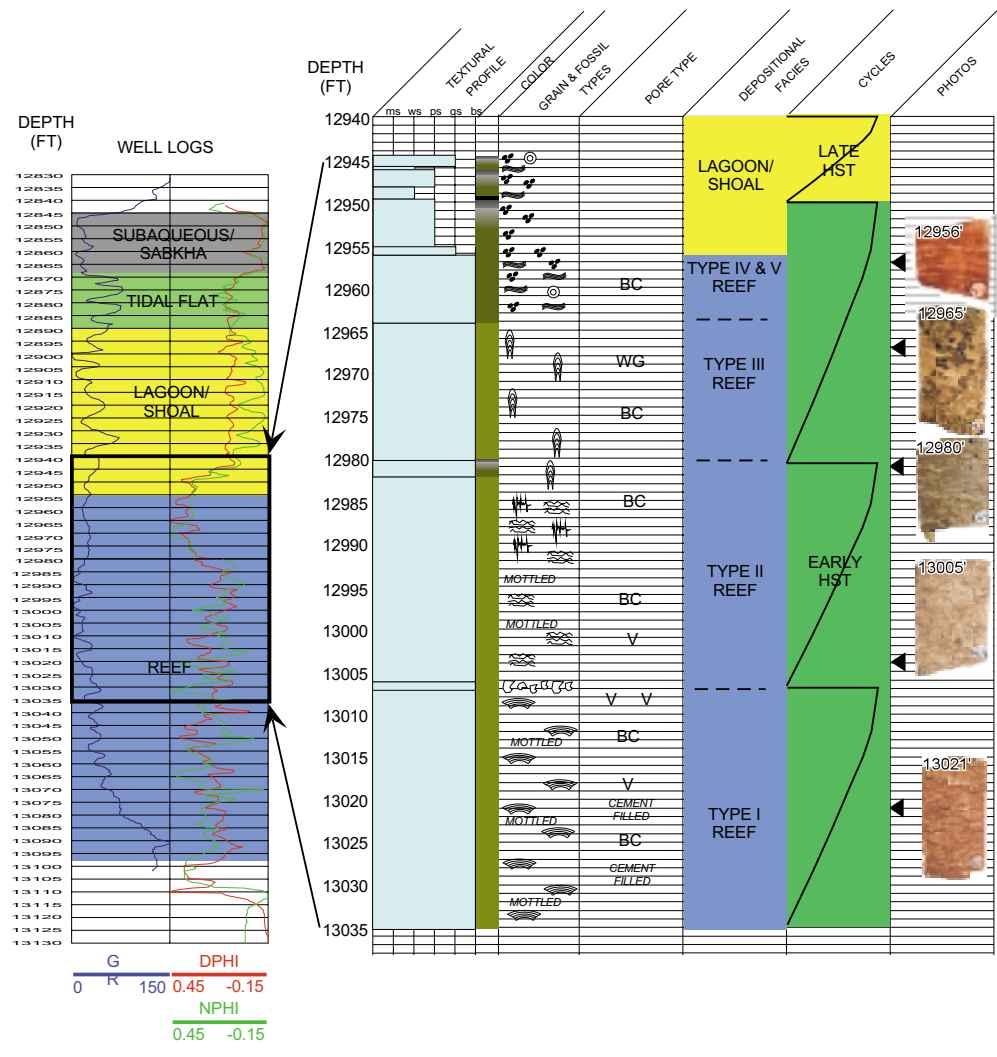 DEPTH
(FT)
WELL LOGS
12830
12840
12845
12850
12855
12860
12865
12870
12875
12880
12885
12890
12895
12900
12905
12910
12915
12920
12930
12935
12940
12945
12950
12955
12960
12965
12970
12975
12980
12985
12990
12995
13000
13005
13010
13015
13020
13025
13030
13035
13040
13045
13050
13055
13060
13065
13070
13075
13080
13085
13090
13095
13100
13105
13110
13115
13120
13125
13130
SUBAQUEOUS/
SABKHA
TIDAL FLAT
LAGOON/
SHOAL
REEF
G
R
0 150
DPHI
0.45 -0.15
NPHI
0.45 -0.15
DEPTH
(FT)
TEXTURAL
PROFILE
COLOR
GRAIN & FOSSIL
TYPES
PORE TYPE
DEPOSITIONAL
FACIES
CYCLES
PHOTOS
ms ws ps gs bs
12940
12945
12950
12955
12960
12965
12970
12975
12980
12985
12990
12995
13000
13005
13010
13015
13020
13025
13030
13035
MOTTLED
MOTTLED
MOTTLED
MOTTLED
MOTTLED
BC
WG
BC
BC
BC
V
V V
BC
V
CEMENT
FILLED
BC
CEMENT
FILLED
LAGOON/
SHOAL
TYPE IV & V
REEF
TYPE III
REEF
TYPE II
REEF
TYPE I
REEF
LATE
HST
EARLY
HST
12956'
12965'
12980'
13005'
13021'